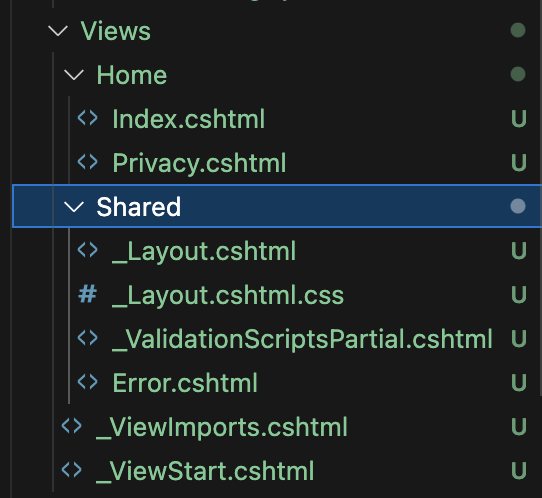 Views
Home
Index.cshtml U
Privacy.cshtml U
Shared
_Layout.cshtml U
# _Layout.cshtml.css U
_ValidationScriptsPartial.cshtml U
Error.cshtml U
_ViewImports.cshtml U
_ViewStart.cshtml U